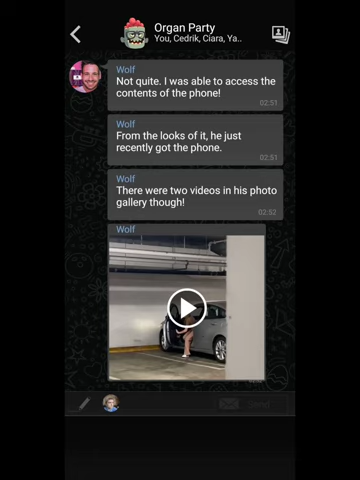 Organ Party
You, Cedrik, Ciara, Ya..
Wolf
Not quite. I was able to access the
contents of the phone!
02:51
Wolf
From the looks of it, he just
recently got the phone.
02:51
Wolf
There were two videos in his photo
gallery though!
02:52
Wolf
Send